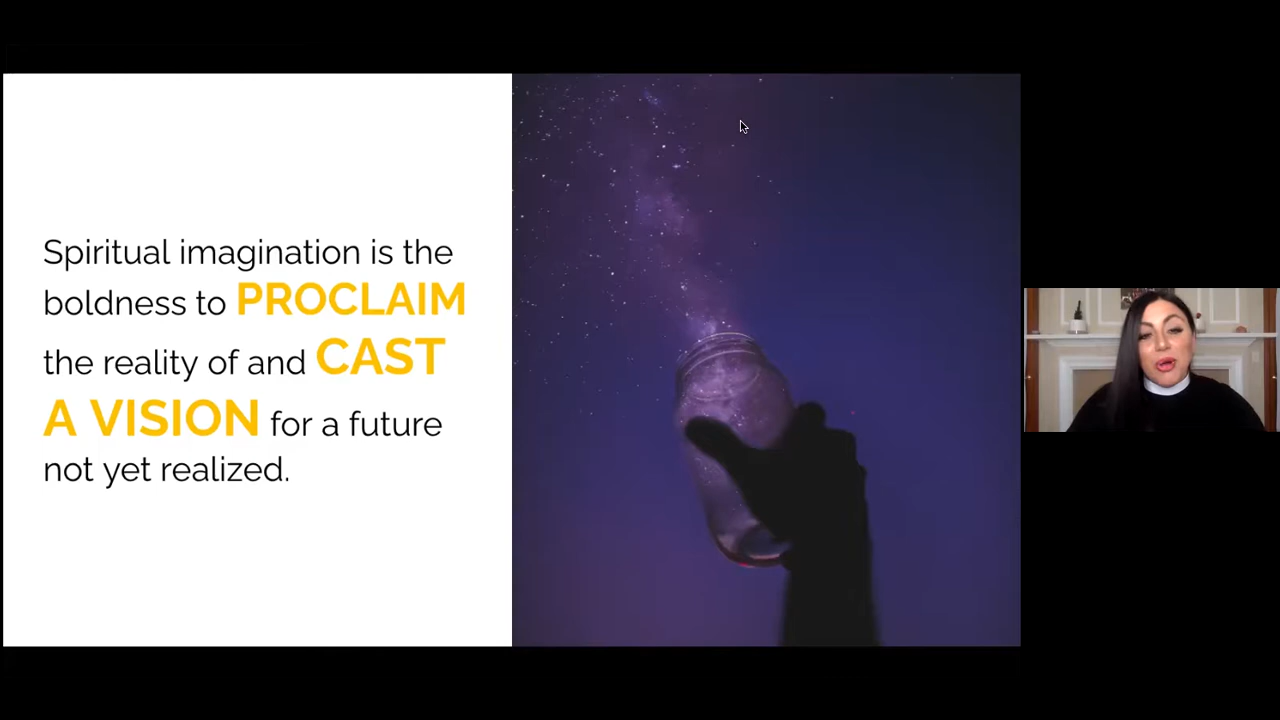 Spiritual imagination is the
boldness to PROCLAIM
the reality of and CAST
A VISION for a future
not yet realized.